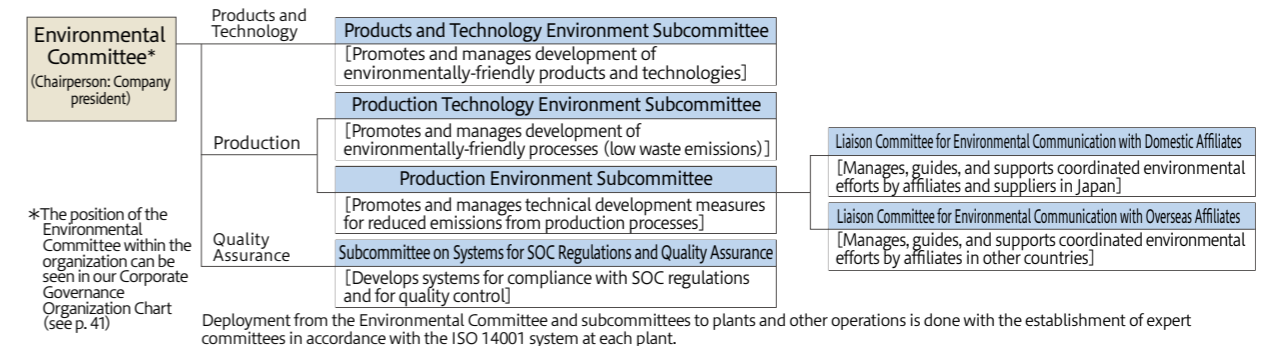 Environmental
Committee*
(Chairperson: Company
president)
Products and
Technology
Products and Technology Environment Subcommittee
[Promotes and manages development of
environmentally-friendly products and technologies]
Production
Production Technology Environment Subcommittee
[Promotes and manages development of
environmentally-friendly processes (low waste emissions)]
Production Environment Subcommittee
[Promotes and manages technical development measures
for reduced emissions from production processes]
Liaison Committee for Environmental Communication with Domestic Affiliates
[Manages, guides, and supports coordinated environmental
efforts by affiliates and suppliers in Japan]
Liaison Committee for Environmental Communication with Overseas Affiliates
[Manages, guides, and supports coordinated environmental
efforts by affiliates in other countries]
Quality
Assurance
Subcommittee on Systems for SOC Regulations and Quality Assurance
[Develops systems for compliance with SOC regulations
and for quality control]
*The position of the
Environmental
Committee within the
organization can be
seen in our Corporate
Governance
Organization Chart
(see p. 41)
Deployment from the Environmental Committee and subcommittees to plants and other operations is done with the establishment of expert
committees in accordance with the ISO 14001 system at each plant.